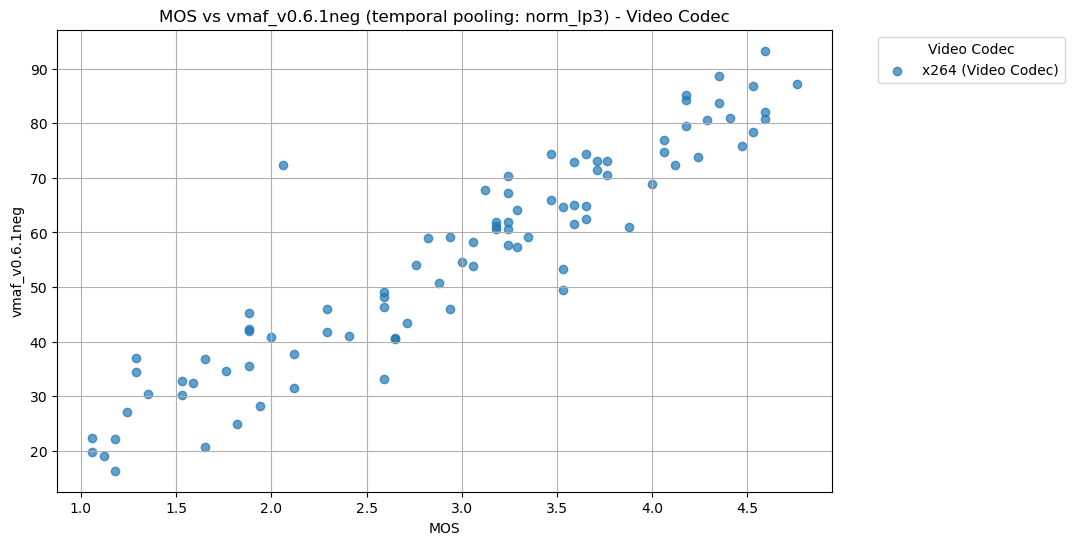 MOS vs vmaf_v0.6.1neg (temporal pooling: norm_lp3) - Video Codec
Video Codec
x264 (Video Codec)
vmaf_v0.6.1neg
90
80
70
60
50
40
30
20
1.0 1.5 2.0 2.5 3.0 3.5 4.0 4.5
MOS